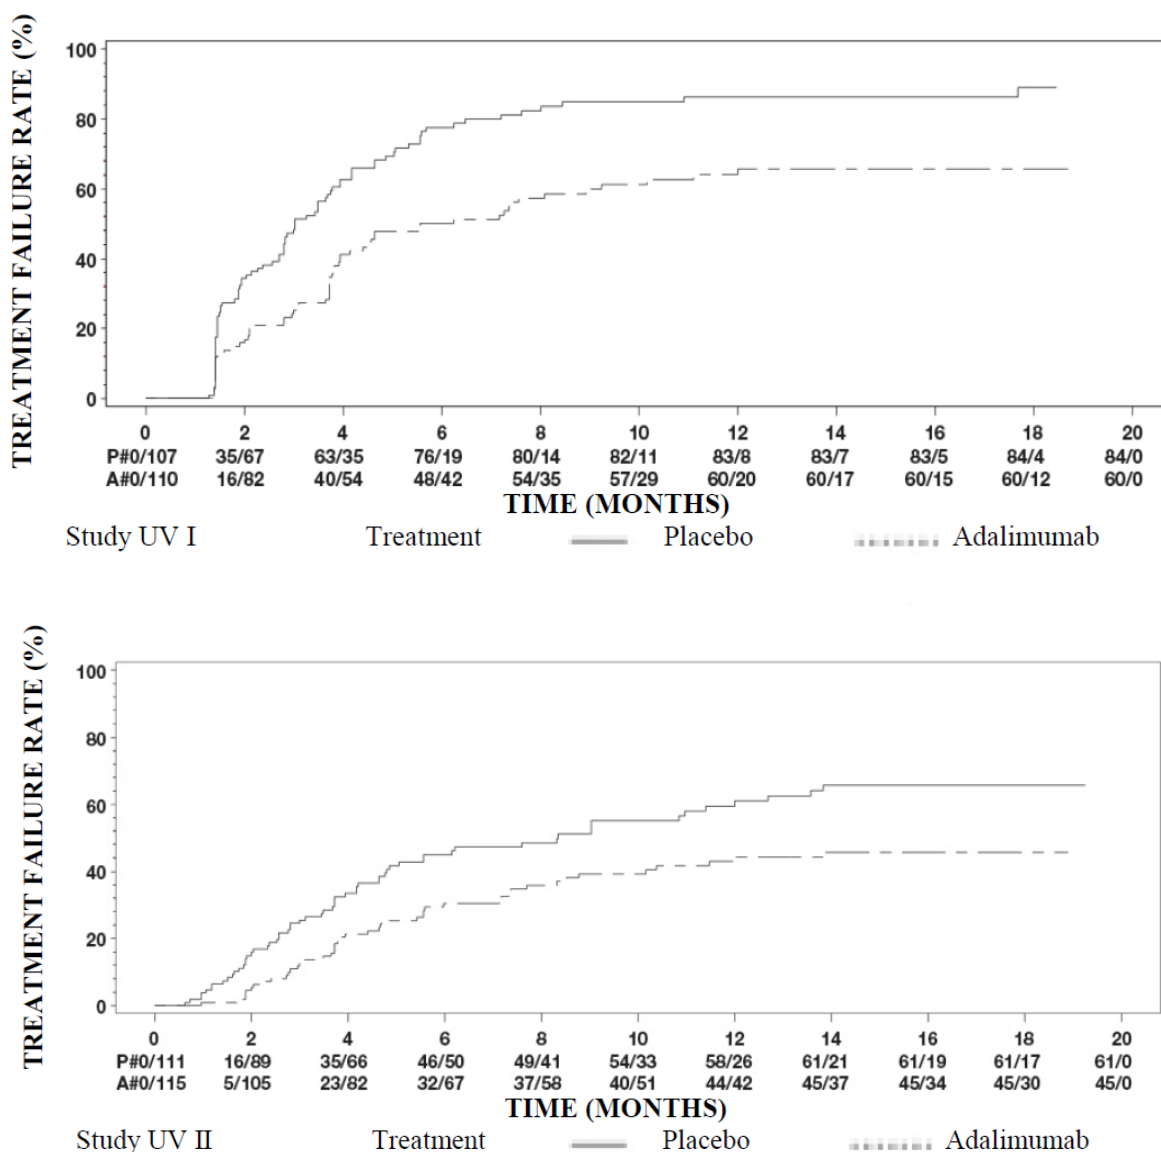 TREATMENT FAILURE RATE (%)
100
80
60
40
20
0
0 2 4 6 8 10 12 14 16 18 20
P#0/107 35/67 63/35 76/19 80/14 82/11 83/8 83/7 83/5 84/4 84/0
A#0/110 16/82 40/54 48/42 54/35 57/29 60/20 60/17 60/15 60/12 60/0
TIME (MONTHS)
Study UV I Treatment Placebo Adalimumab
TREATMENT FAILURE RATE (%)
100
80
60
40
20
0
0 2 4 6 8 10 12 14 16 18 20
P#0/111 16/89 35/66 46/50 49/41 54/33 58/26 61/21 61/19 61/17 61/0
A#0/115 5/105 23/82 32/67 37/58 40/51 44/42 45/37 45/34 45/30 45/0
TIME (MONTHS)
Study UV II Treatment Placebo Adalimumab